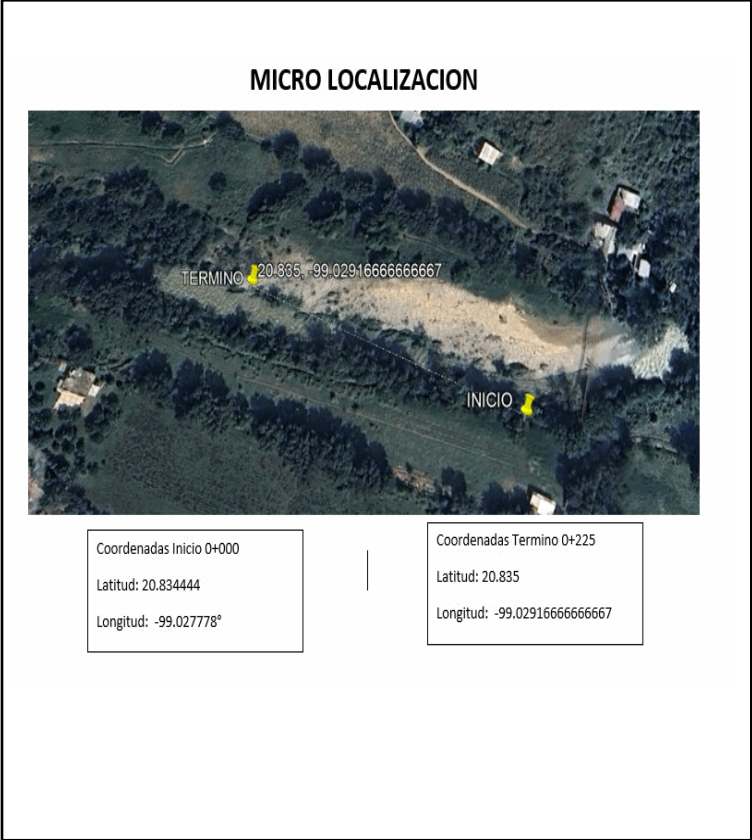 MICRO LOCALIZACION
TERMINO
20.835, -99.02916666666667
INICIO
Coordenadas Inicio 0+000
Latitud: 20.834444
Longitud: -99.027778°
Coordenadas Termino 0+225
Latitud: 20.835
Longitud: -99.02916666666667